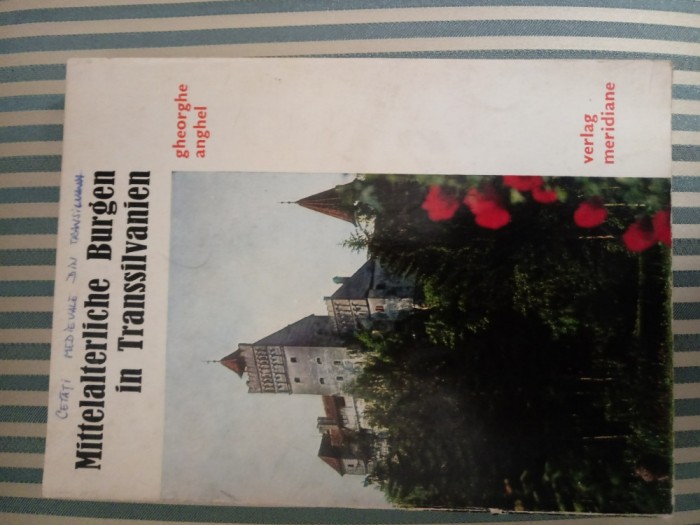 CETĂȚI MEDIEVALE DIN TRANSILVANIA
Mittelalterliche Burgen
in Transsilvanien
gheorghe
anghel
verlag
meridiane